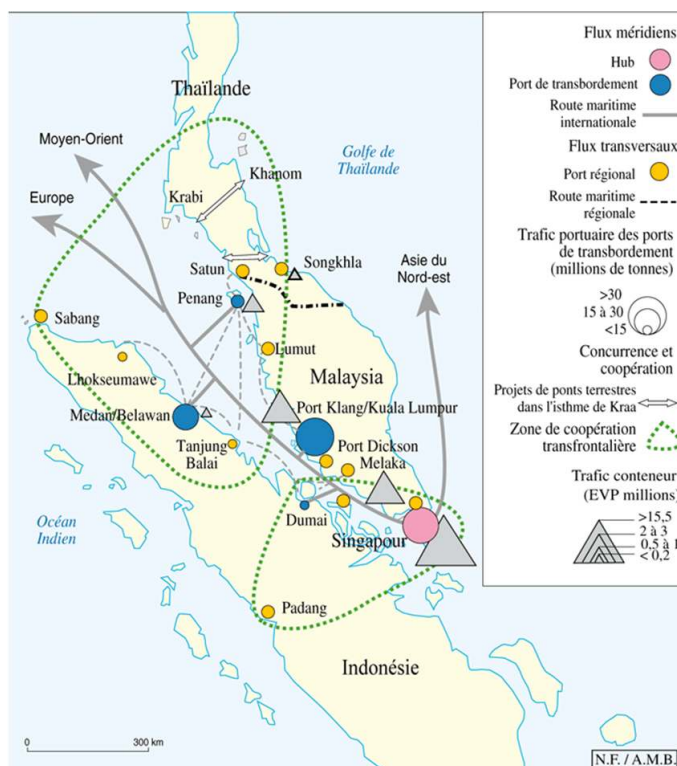 Thaïlande
Moyen-Orient
Golfe de
Thaïlande
Khanom
Europe
Krabi
Asie du
Nord-est
Satun
Songkhla
Penang
Sabang
Lumut
Lhokseumawe
Malaysia
Medan/Belawan
Port Klang/Kuala Lumpur
Tanjung
Balai
Port Dickson
Melaka
Océan
Indien
Dumai
Singapour
Padang
Indonésie
0 300 km
Flux méridiens
Hub
Port de transbordement
Route maritime
internationale
Flux transversaux
Port régional
Route maritime
régionale
Trafic portuaire des ports
de transbordement
(millions de tonnes)
>30
15 à 30
<15
Concurrence et
coopération
Projets de ponts terrestres
dans l'isthme de Kraa
Zone de coopération
transfrontalière
Trafic conteneur
(EVP millions)
>15,5
2 à 3
0,5 à 1
< 0,2
N.F. / A.M.B.